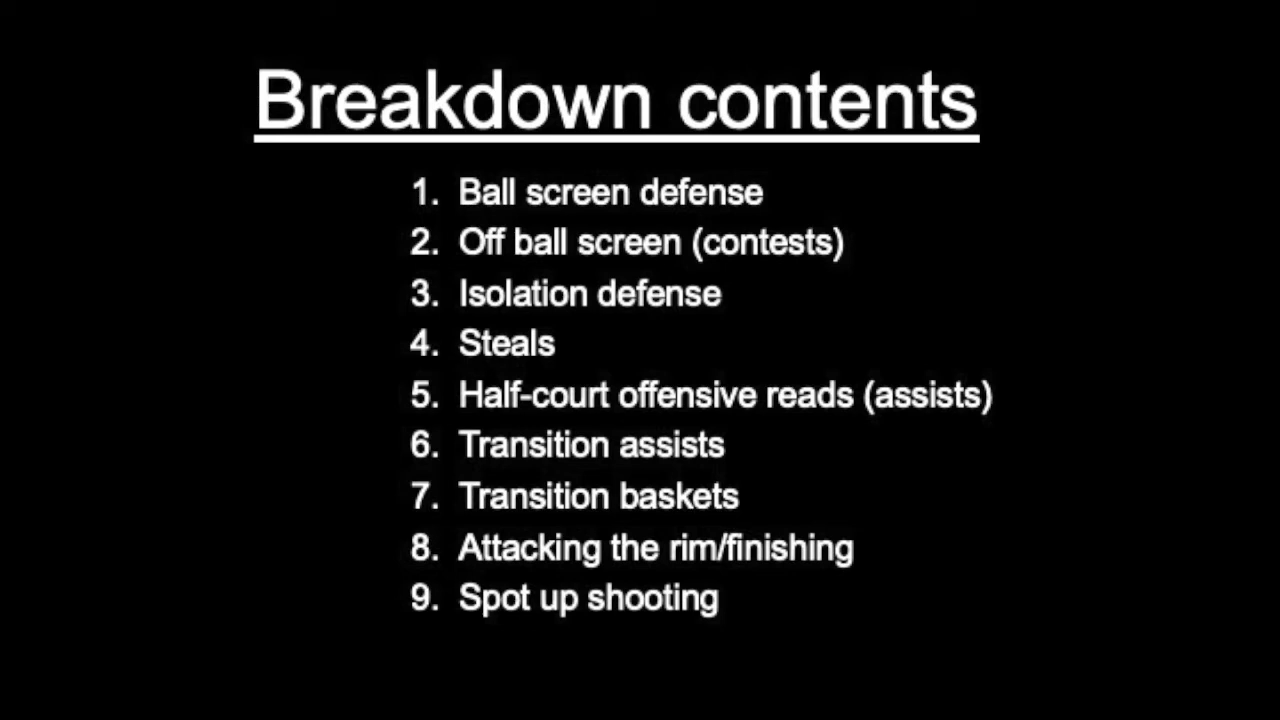 Breakdown contents
1. Ball screen defense
2. Off ball screen (contests)
3. Isolation defense
4. Steals
5. Half-court offensive reads (assists)
6. Transition assists
7. Transition baskets
8. Attacking the rim/finishing
9. Spot up shooting